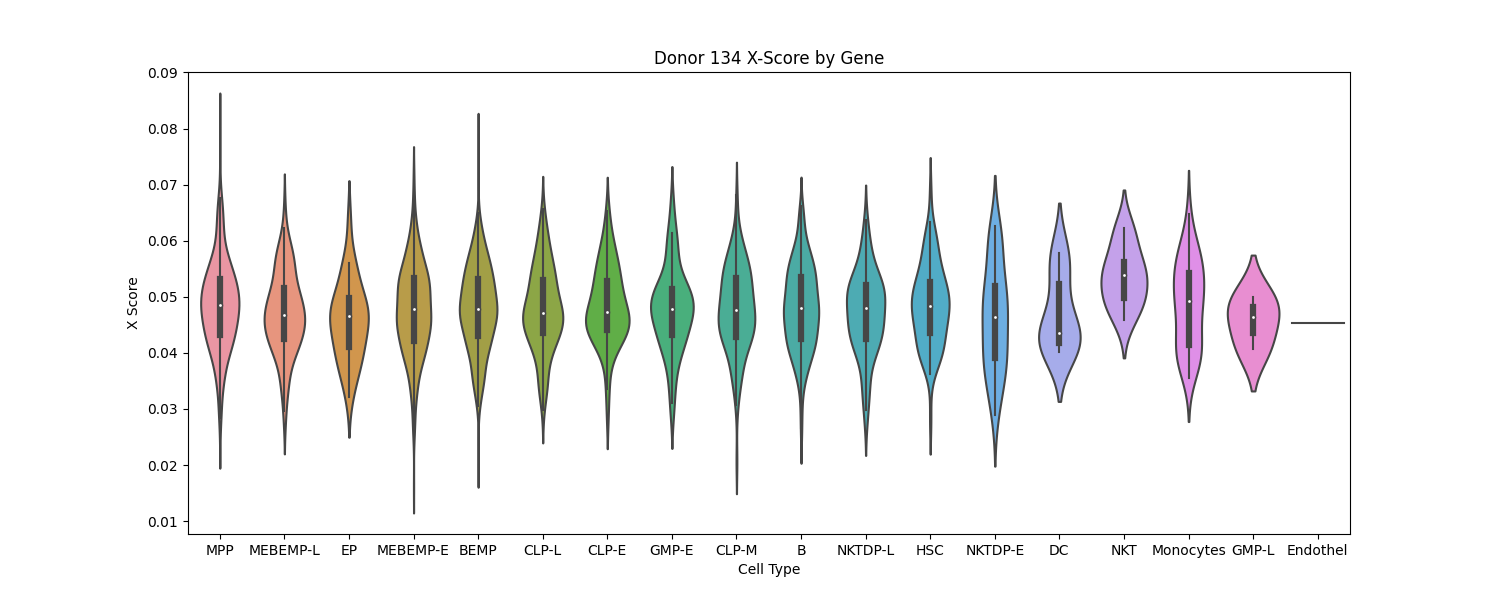 Donor 134 X-Score by Gene
0.09
0.08
0.07
0.06
0.05
0.04
0.03
0.02
0.01
X Score
MPP MEBEMP-L EP MEBEMP-E BEMP CLP-L CLP-E GMP-E CLP-M B NKTDP-L HSC NKTDP-E DC NKT Monocytes GMP-L Endothel
Cell Type